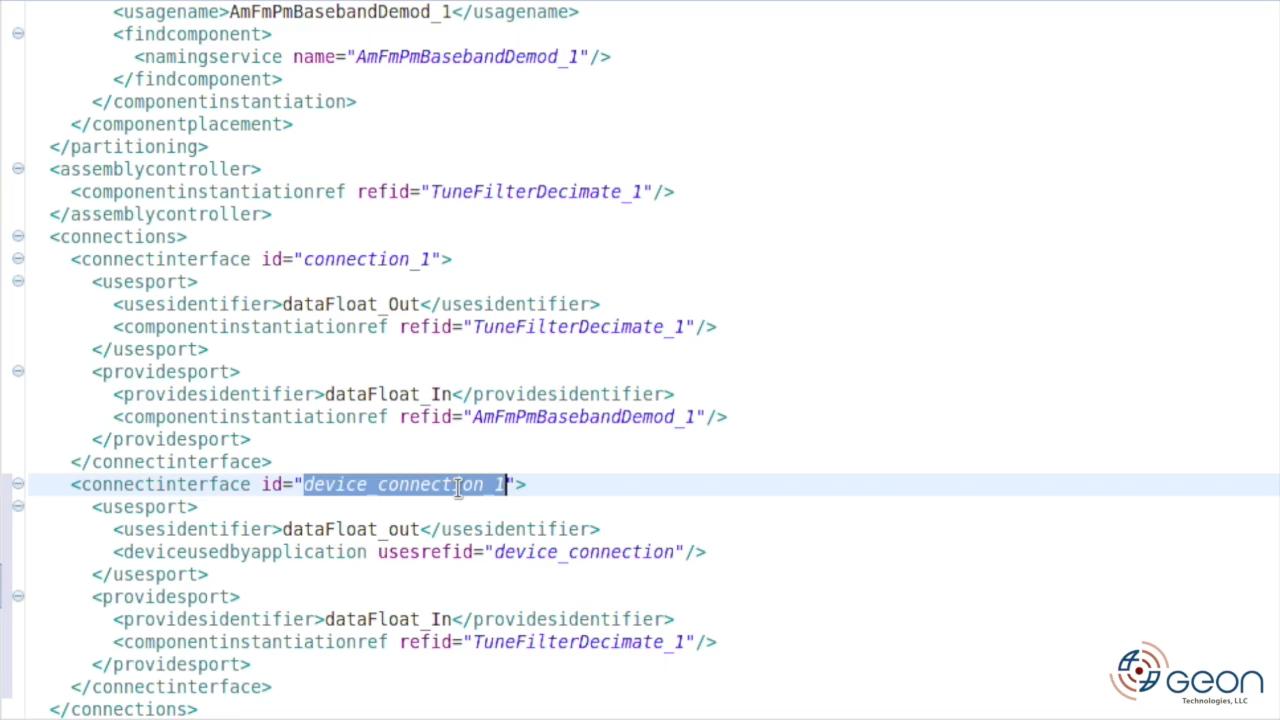 <usagename>AmFmPmBasebandDemod_1</usagename>
<findcomponent>
<namingservice name="AmFmPmBasebandDemod_1"/>
</findcomponent>
</componentinstantiation>
</componentplacement>
</partitioning>
<assemblycontroller>
<componentinstantiationref refid="TuneFilterDecimate_1"/>
</assemblycontroller>
<connections>
<connectinterface id="connection_1">
<usesport>
<usesidentifier>dataFloat_Out</usesidentifier>
<componentinstantiationref refid="TuneFilterDecimate_1"/>
</usesport>
<providesport>
<providesidentifier>dataFloat_In</providesidentifier>
<componentinstantiationref refid="AmFmPmBasebandDemod_1"/>
</providesport>
</connectinterface>
<connectinterface id="device_connection_1">
<usesport>
<usesidentifier>dataFloat_out</usesidentifier>
<deviceusedbyapplication usesrefid="device_connection"/>
</usesport>
<providesport>
<providesidentifier>dataFloat_In</providesidentifier>
<componentinstantiationref refid="TuneFilterDecimate_1"/>
</providesport>
</connectinterface>
</connections>
GEON
Technologies, LLC